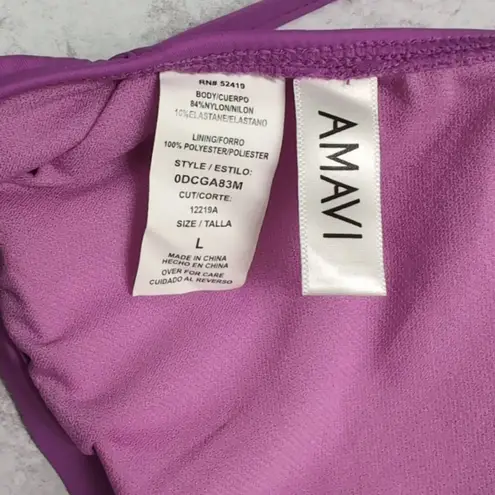 RN# 52419
BODY/CUERPO
84%NYLON/NILON
16%ELASTANE/ELASTANO
LINING/FORRO
100% POLYESTER/POLIESTER
STYLE / ESTILO:
0DCGA83M
CUT/CORTE:
12219A
SIZE / TALLA
L
MADE IN CHINA
HECHO EN CHINA
OVER FOR CARE
CUIDADO AL REVERSO
AMAVI